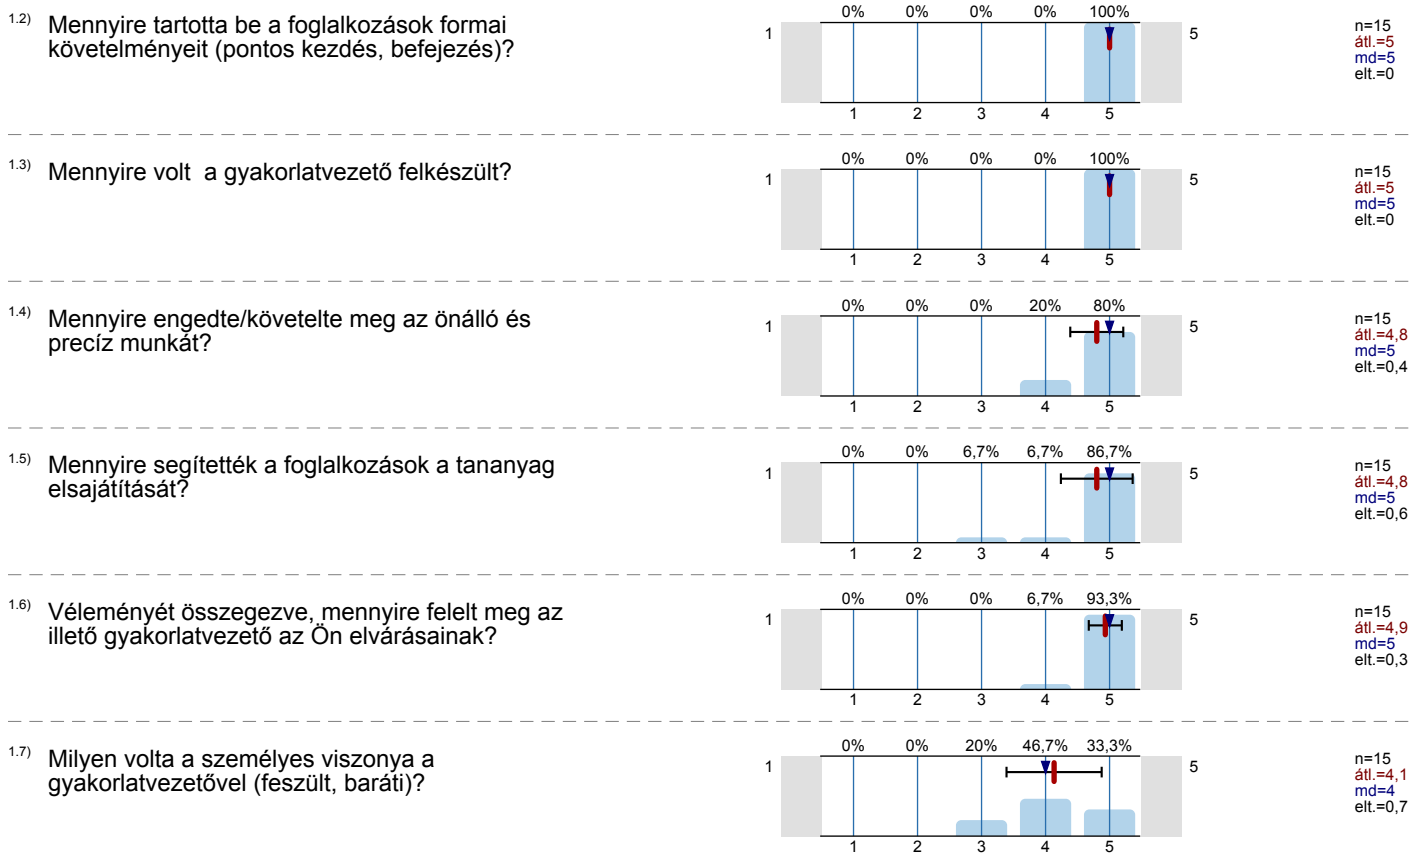 1.2) Mennyire tartotta be a foglalkozások formai
követelményeit (pontos kezdés, befejezés)?
0% 0% 0% 0% 100%
1 5
1 2 3 4 5
n=15
átl.=5
md=5
elt.=0
1.3) Mennyire volt  a gyakorlatvezető felkészült?
0% 0% 0% 0% 100%
1 5
1 2 3 4 5
n=15
átl.=5
md=5
elt.=0
1.4) Mennyire engedte/követelte meg az önálló és
precíz munkát?
0% 0% 0% 20% 80%
1 5
1 2 3 4 5
n=15
átl.=4,8
md=5
elt.=0,4
1.5) Mennyire segítették a foglalkozások a tananyag
elsajátítását?
0% 0% 6,7% 6,7% 86,7%
1 5
1 2 3 4 5
n=15
átl.=4,8
md=5
elt.=0,6
1.6) Véleményét összegezve, mennyire felelt meg az
illető gyakorlatvezető az Ön elvárásainak?
0% 0% 0% 6,7% 93,3%
1 5
1 2 3 4 5
n=15
átl.=4,9
md=5
elt.=0,3
1.7) Milyen volta a személyes viszonya a
gyakorlatvezetővel (feszült, baráti)?
0% 0% 20% 46,7% 33,3%
1 5
1 2 3 4 5
n=15
átl.=4,1
md=4
elt.=0,7